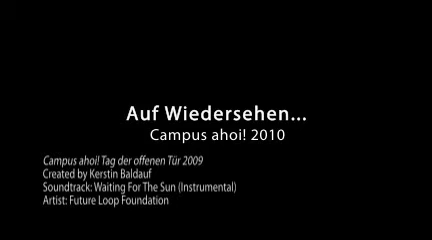 Auf Wiedersehen...
Campus ahoi! 2010
Campus ahoi! Tag der offenen Tür 2009
Created by Kerstin Baldauf
Soundtrack: Waiting For The Sun (Instrumental)
Artist: Future Loop Foundation